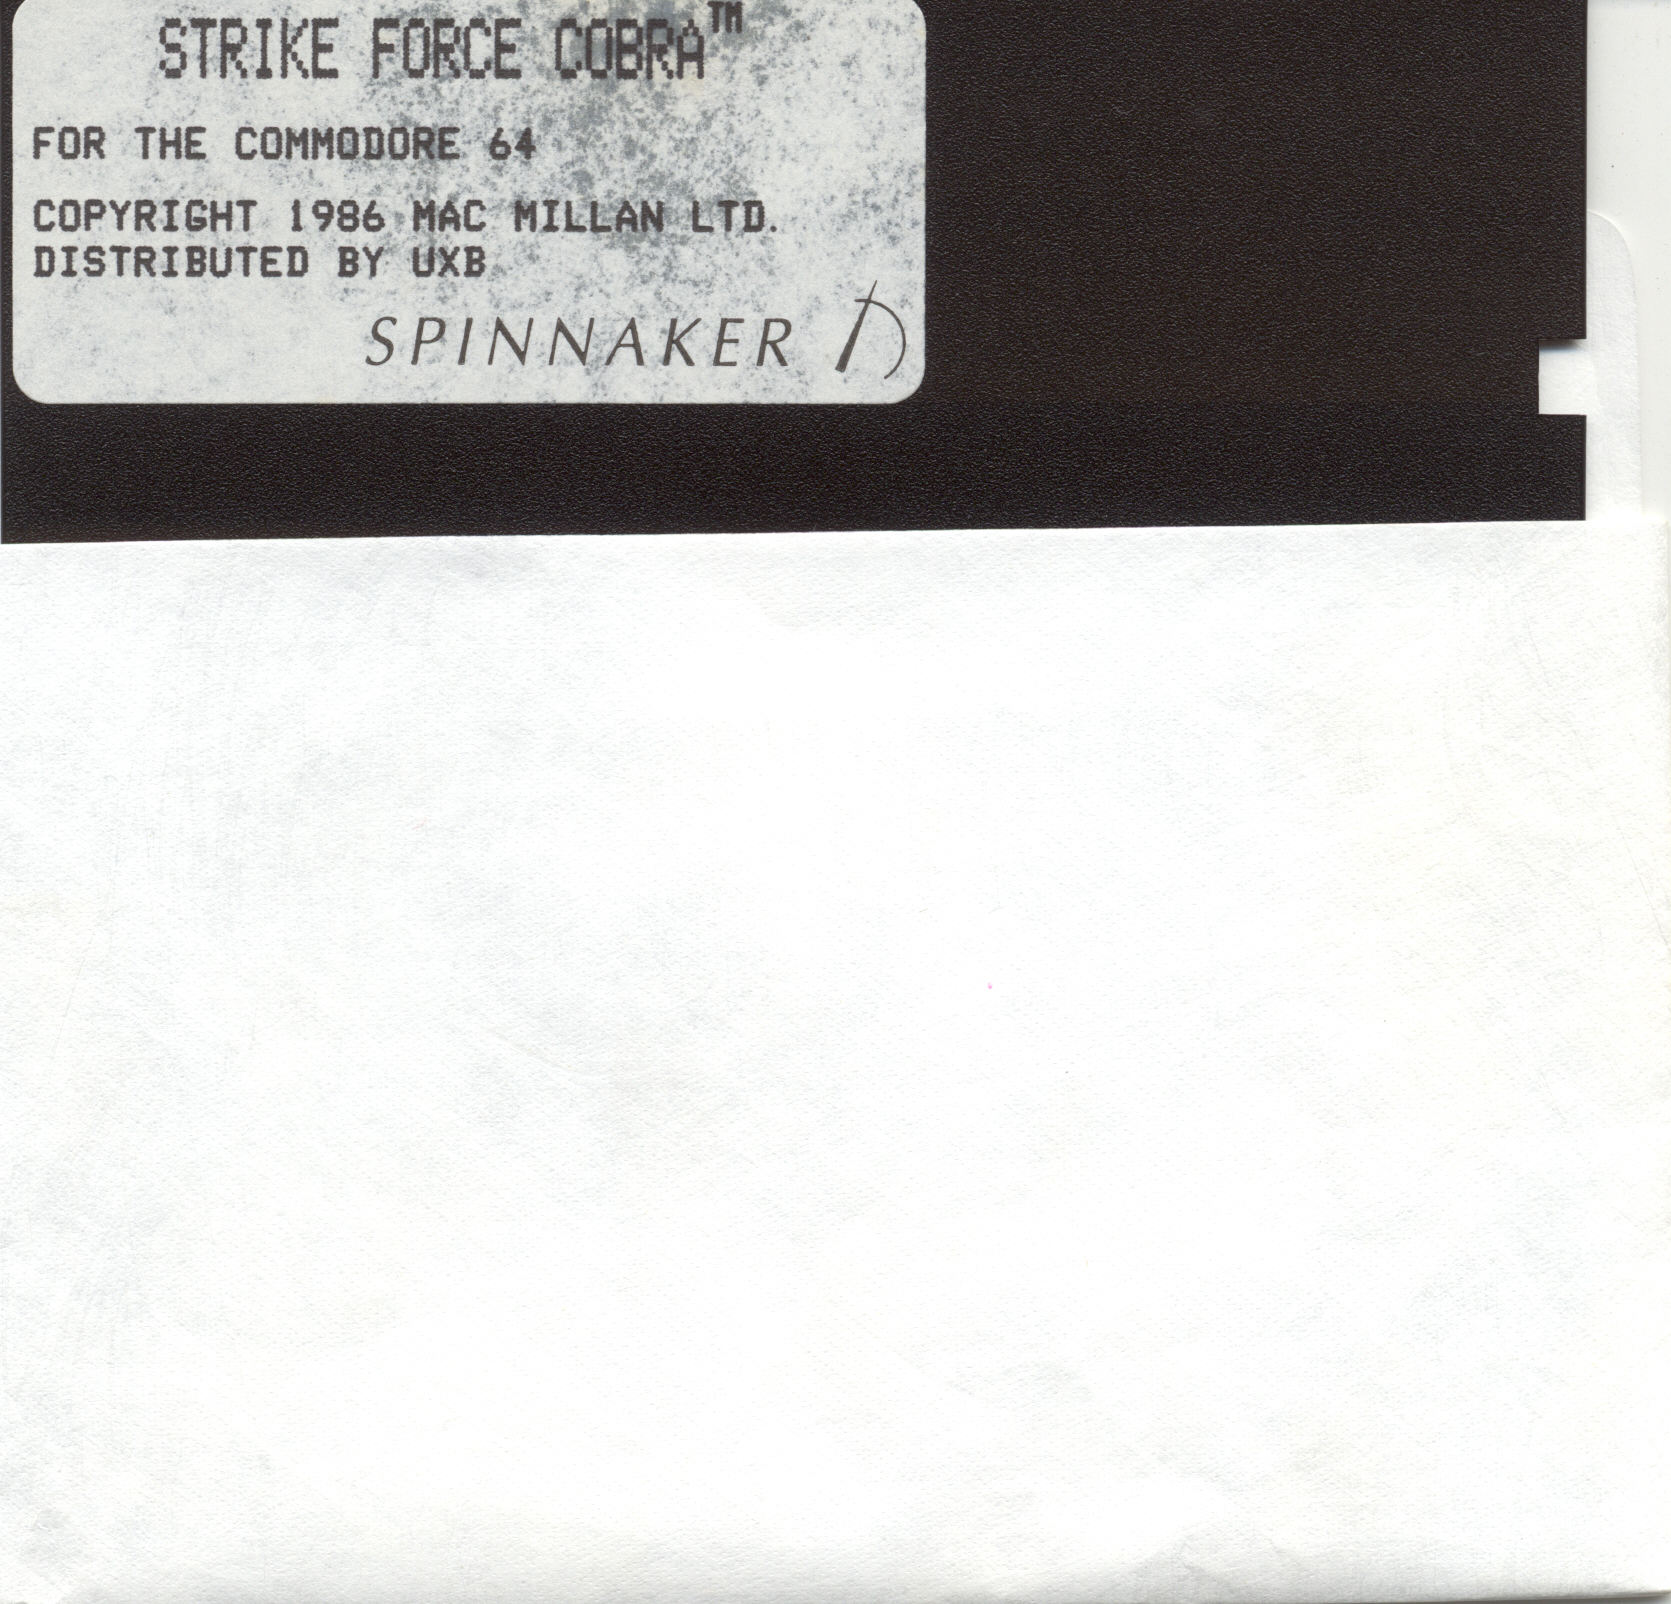 STRIKE FORCE COBRA™
FOR THE COMMODORE 64
COPYRIGHT 1986 MAC MILLAN LTD.
DISTRIBUTED BY UXB
SPINNAKER